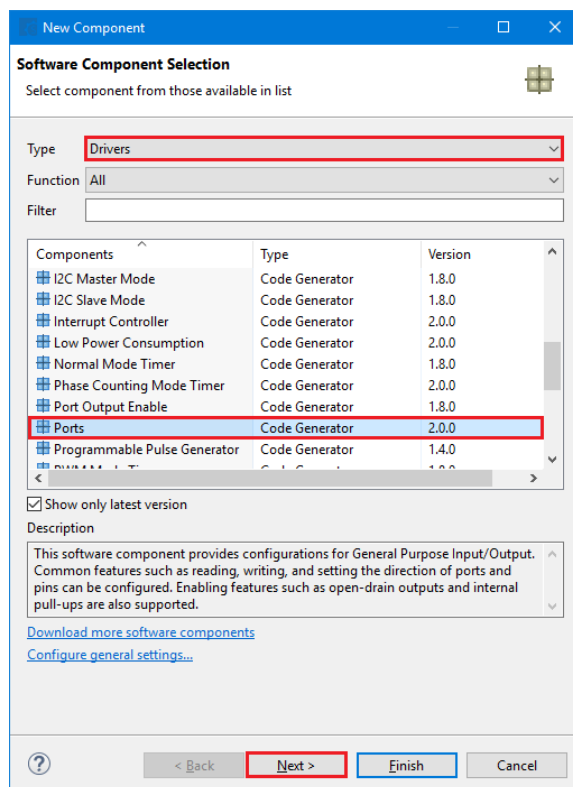 New Component
Software Component Selection
Select component from those available in list
Type Drivers
Function All
Filter
Components Type Version
I2C Master Mode Code Generator 1.8.0
I2C Slave Mode Code Generator 1.8.0
Interrupt Controller Code Generator 2.0.0
Low Power Consumption Code Generator 2.0.0
Normal Mode Timer Code Generator 1.8.0
Phase Counting Mode Timer Code Generator 2.0.0
Port Output Enable Code Generator 1.8.0
Ports Code Generator 2.0.0
Programmable Pulse Generator Code Generator 1.4.0
Show only latest version
Description
This software component provides configurations for General Purpose Input/Output.
Common features such as reading, writing, and setting the direction of ports and
pins can be configured. Enabling features such as open-drain outputs and internal
pull-ups are also supported.
Download more software components
Configure general settings...
? < Back Next > Finish Cancel